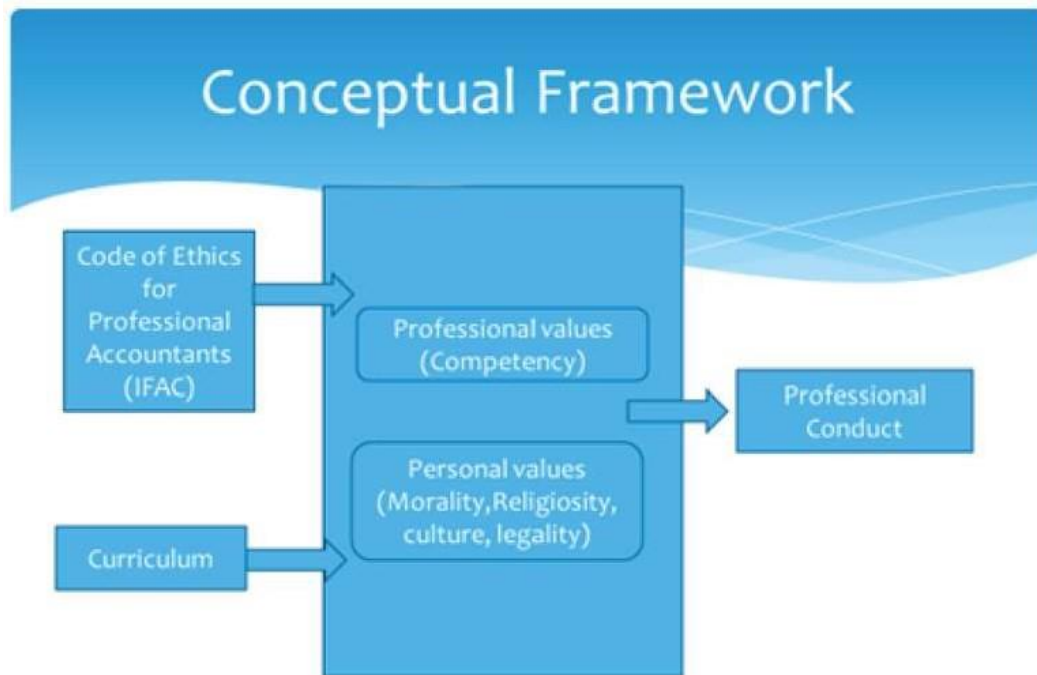 Conceptual Framework
Code of Ethics
for
Professional
Accountants
(IFAC)
Professional values
(Competency)
Professional
Conduct
Personal values
(Morality,Religiosity,
culture, legality)
Curriculum